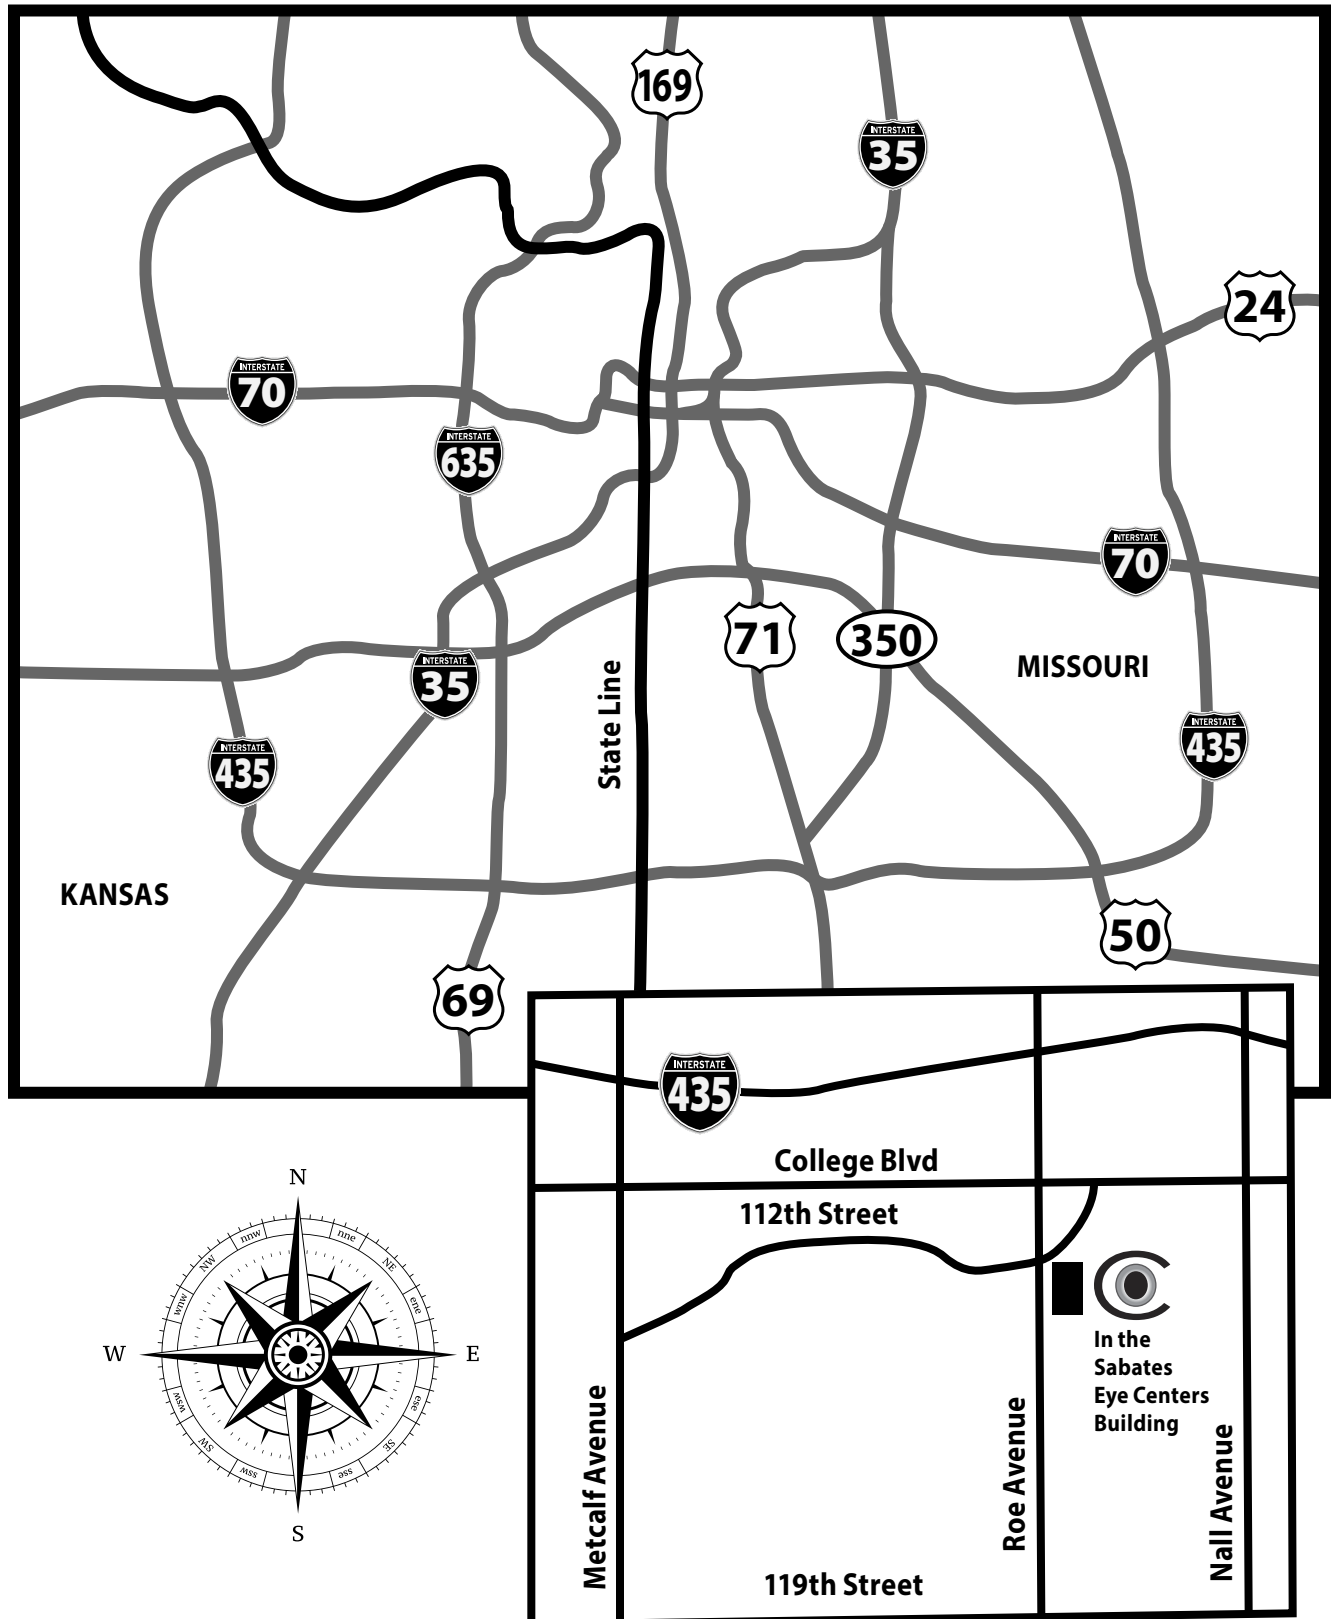 169
INTERSTATE
35
24
INTERSTATE
70
INTERSTATE
635
INTERSTATE
70
71
350
MISSOURI
INTERSTATE
35
State Line
INTERSTATE
435
INTERSTATE
435
KANSAS
50
69
INTERSTATE
435
College Blvd
112th Street
In the
Sabates
Eye Centers
Building
Metcalf Avenue
Roe Avenue
Nall Avenue
119th Street
N
nnw
nne
NW
NE
wnw
ene
W
E
wsw
ese
SW
SE
ssw
sse
S